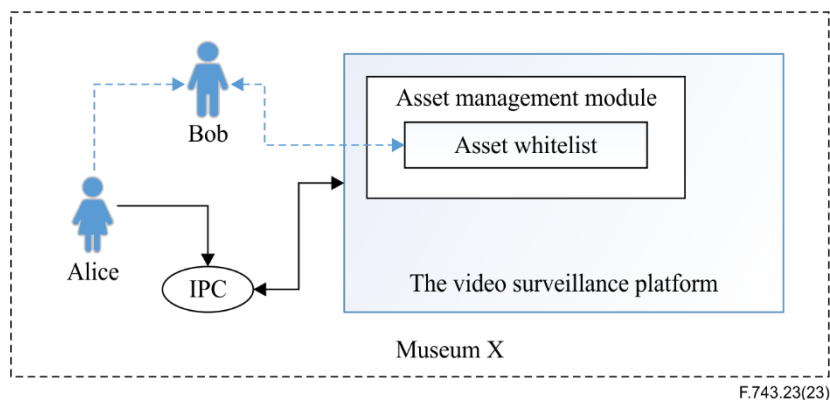 Asset management module
Bob
Asset whitelist
Alice
IPC
The video surveillance platform
Museum X
F.743.23(23)